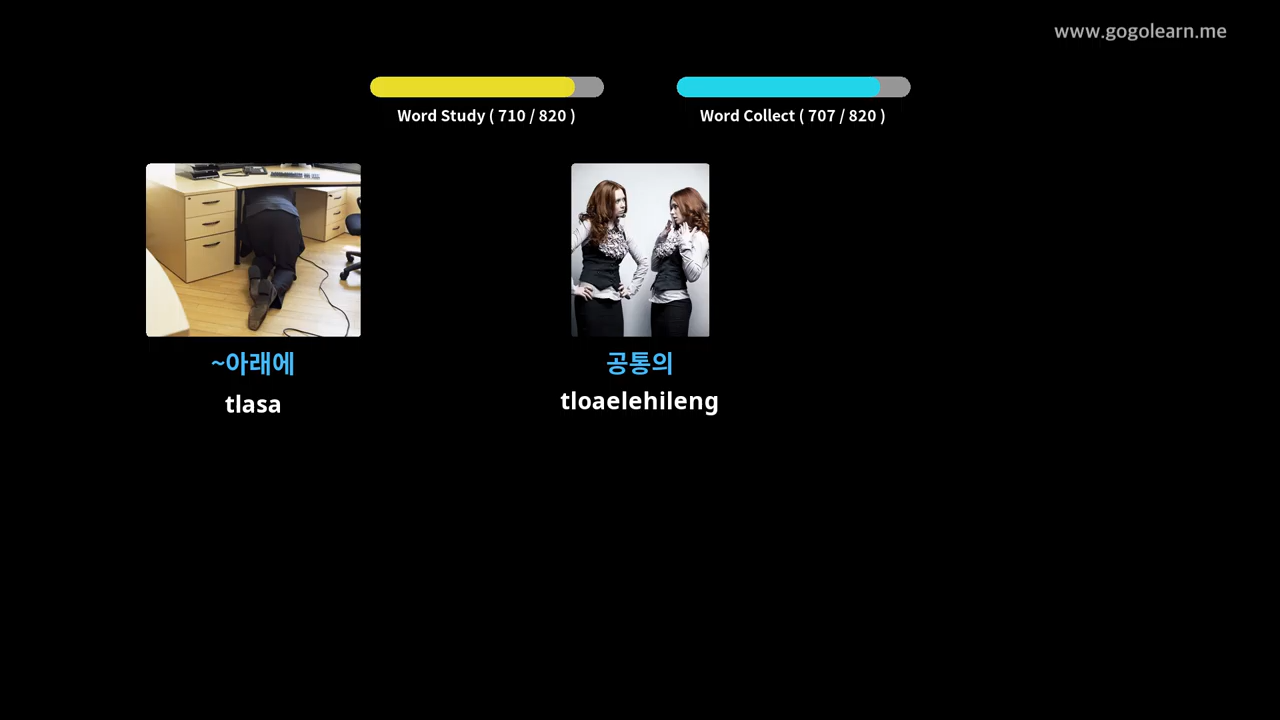 www.gogolearn.me
Word Study ( 710 / 820 )
Word Collect ( 707 / 820 )
~아래에
tlasa
공통의
tloaelehileng